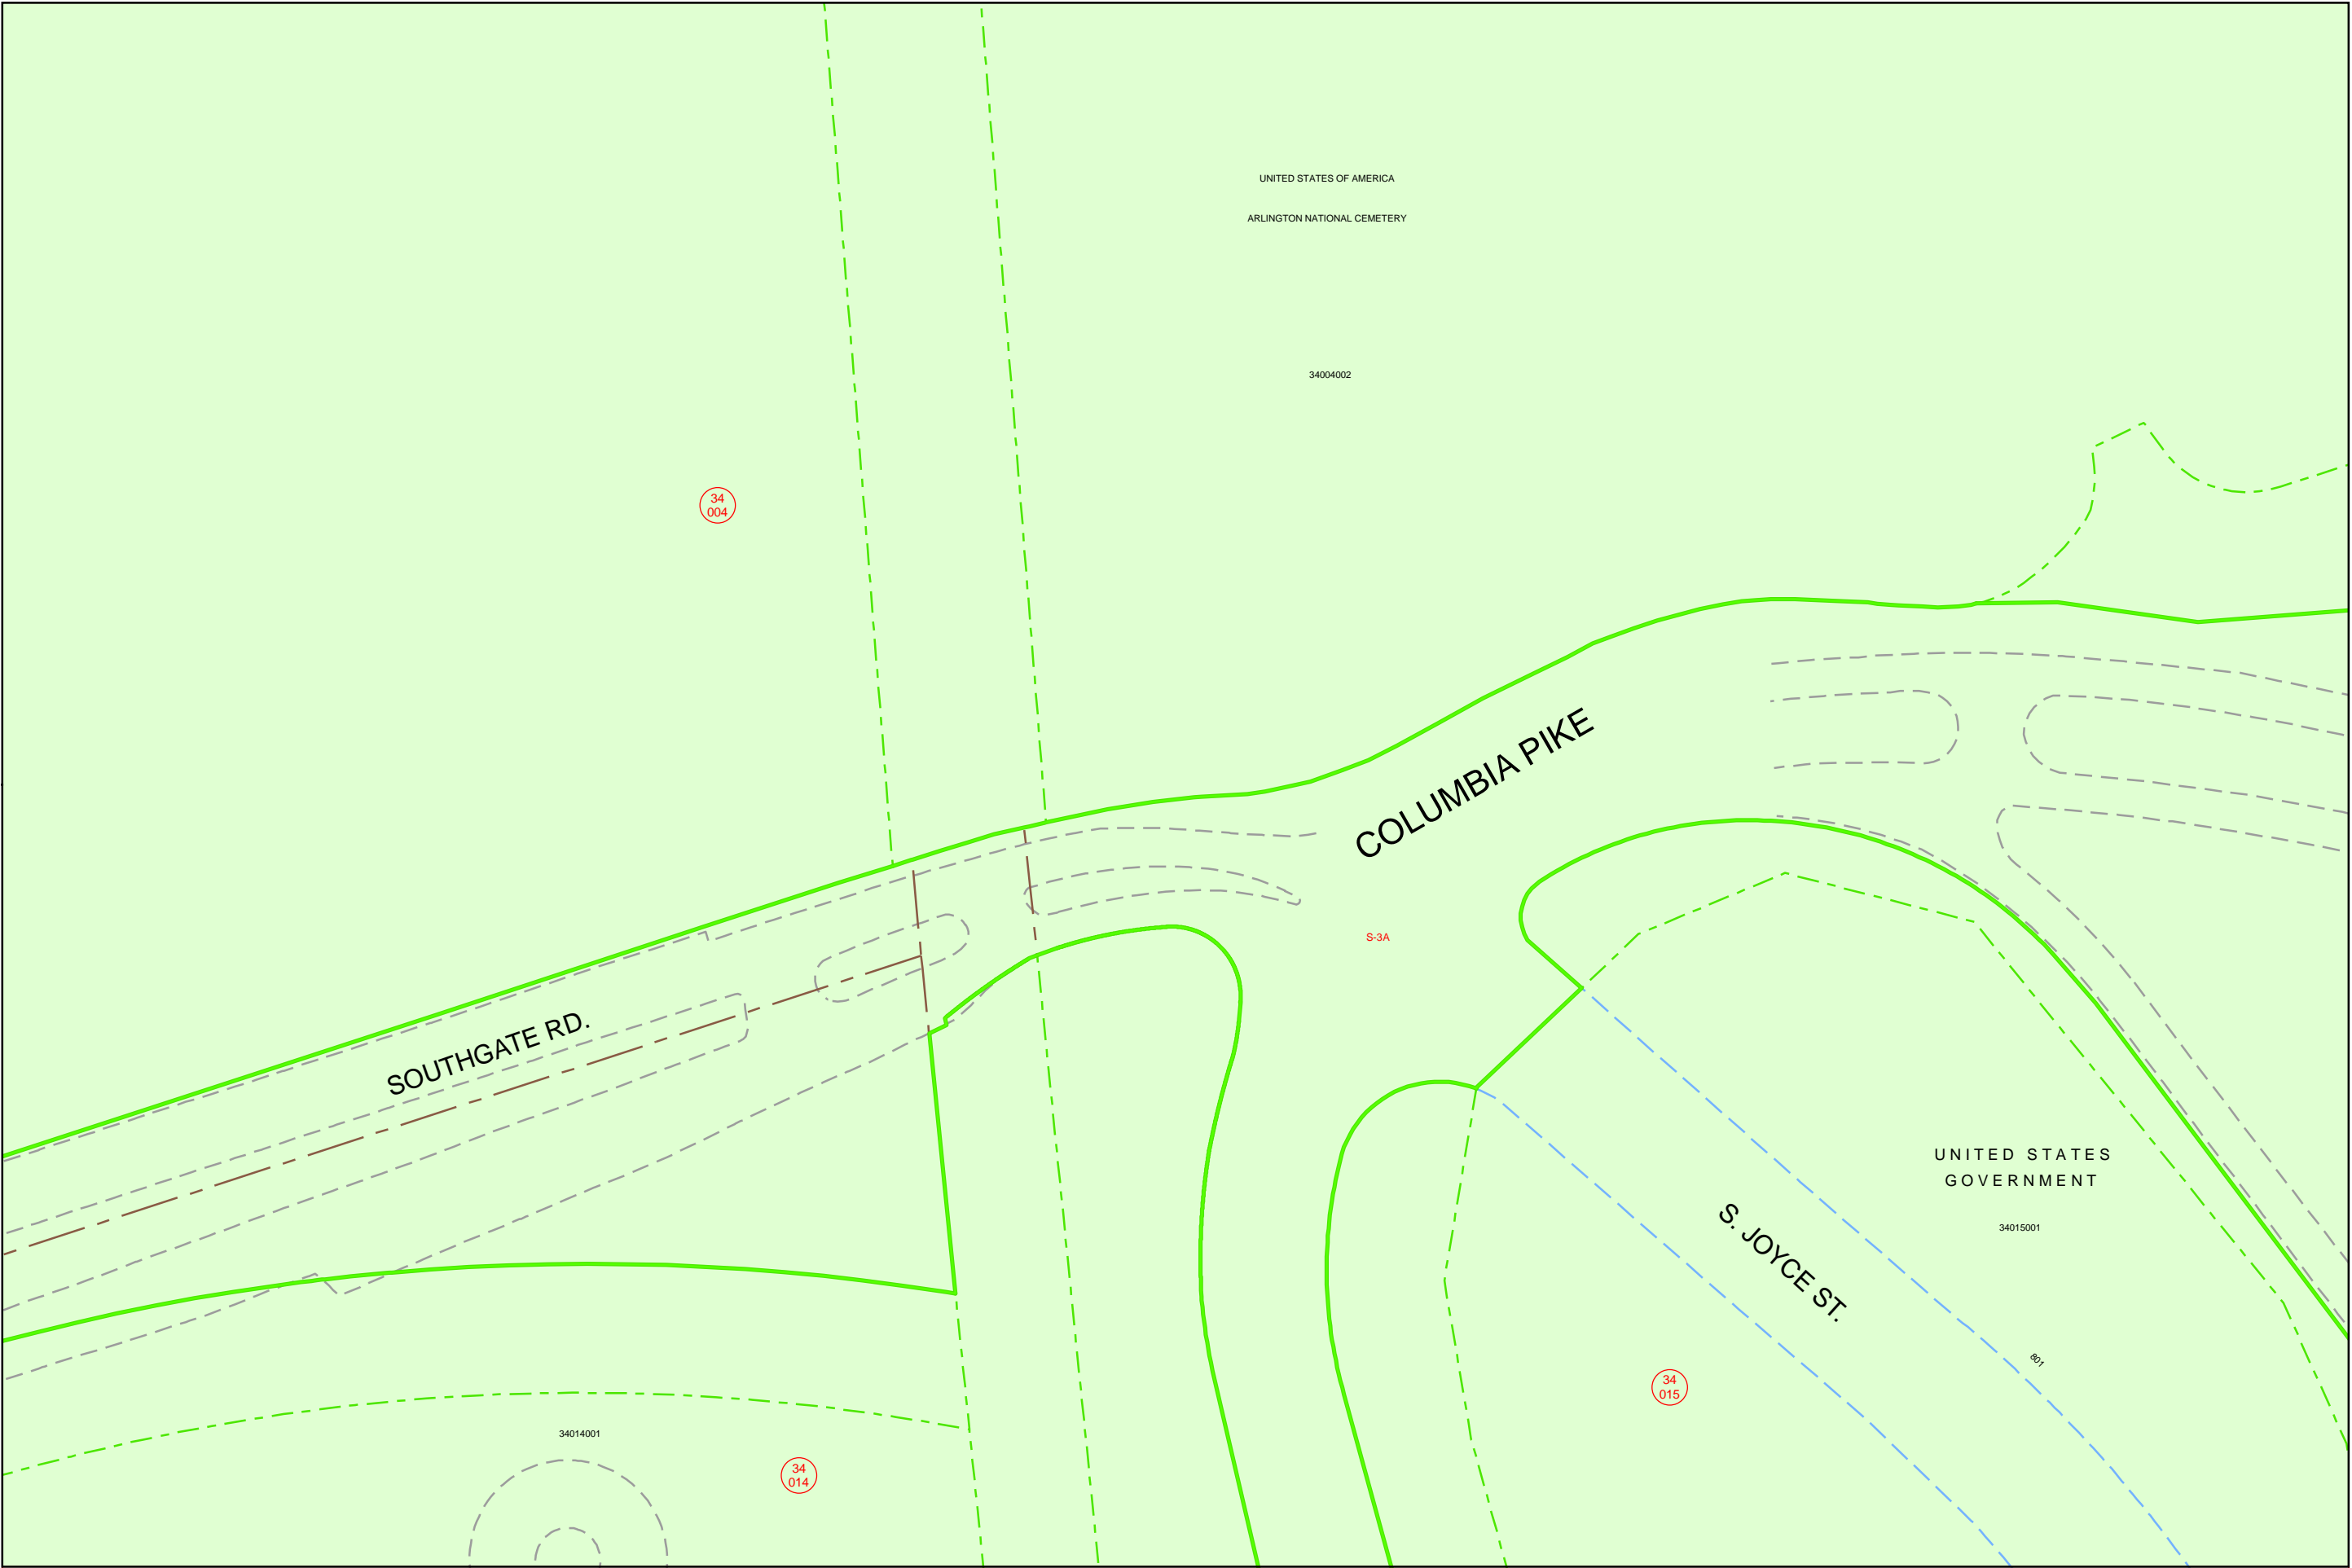 UNITED STATES OF AMERICA
ARLINGTON NATIONAL CEMETERY
34004002
34
004
COLUMBIA PIKE
S-3A
SOUTHGATE RD.
UNITED STATES
GOVERNMENT
34015001
S. JOYCE ST.
801
34
015
34014001
34
014